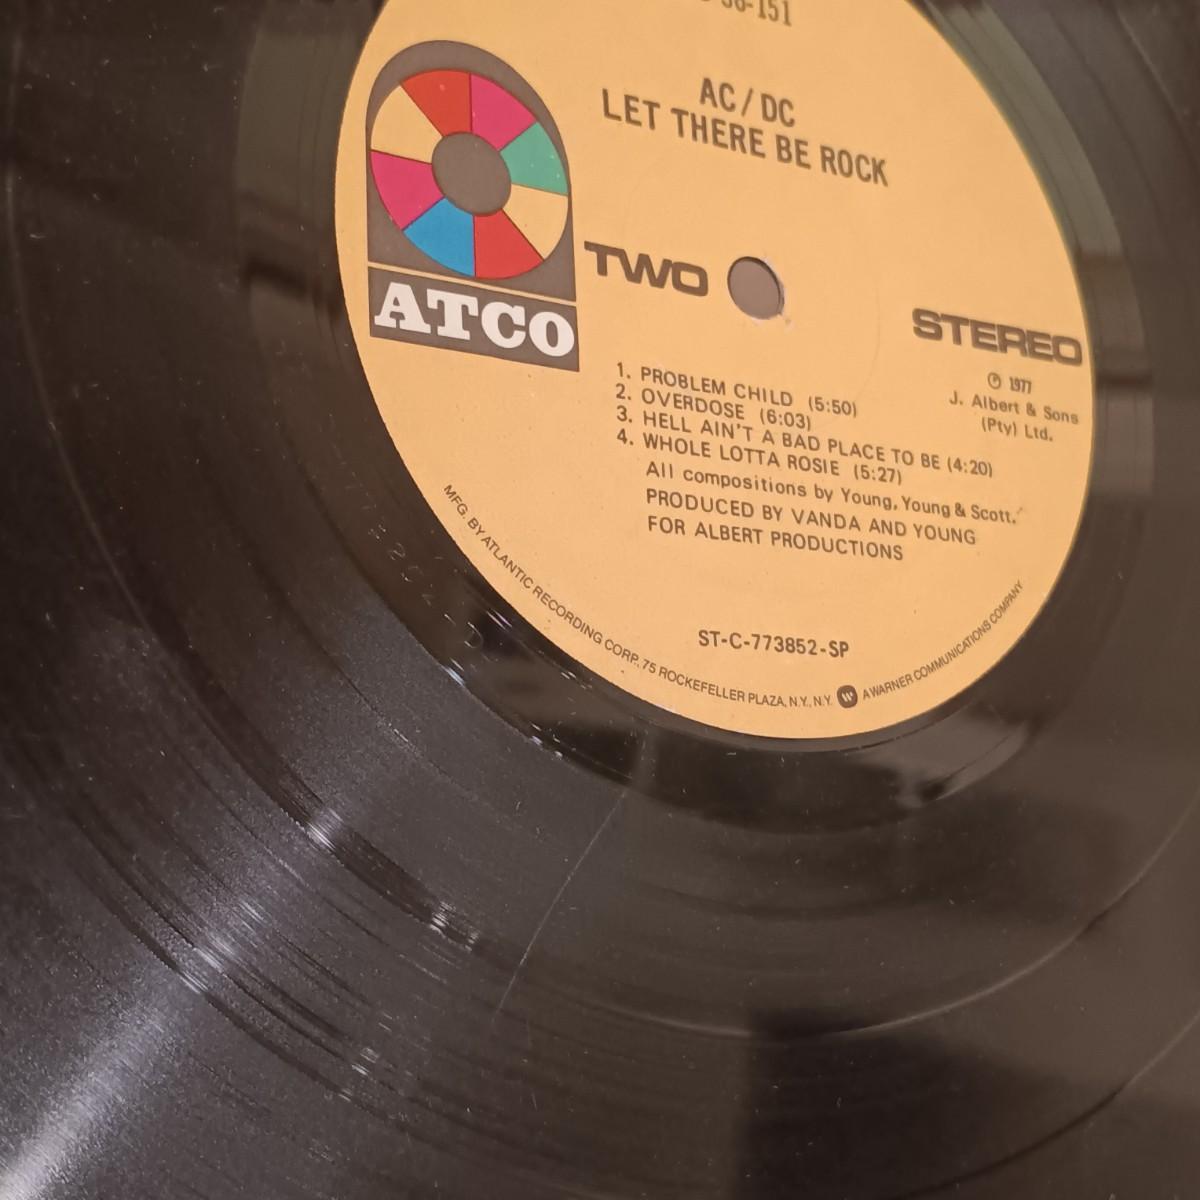 36-151
AC/DC
LET THERE BE ROCK
ATCO
TWO
STEREO
℗ 1977
J. Albert & Sons
(Pty) Ltd.
1. PROBLEM CHILD (5:50)
2. OVERDOSE (6:03)
3. HELL AIN'T A BAD PLACE TO BE (4:20)
4. WHOLE LOTTA ROSIE (5:27)
All compositions by Young, Young & Scott.
PRODUCED BY VANDA AND YOUNG
FOR ALBERT PRODUCTIONS
ST-C-773852-SP
MFG. BY ATLANTIC RECORDING CORP., 75 ROCKEFELLER PLAZA, N.Y., N.Y. W A WARNER COMMUNICATIONS COMPANY